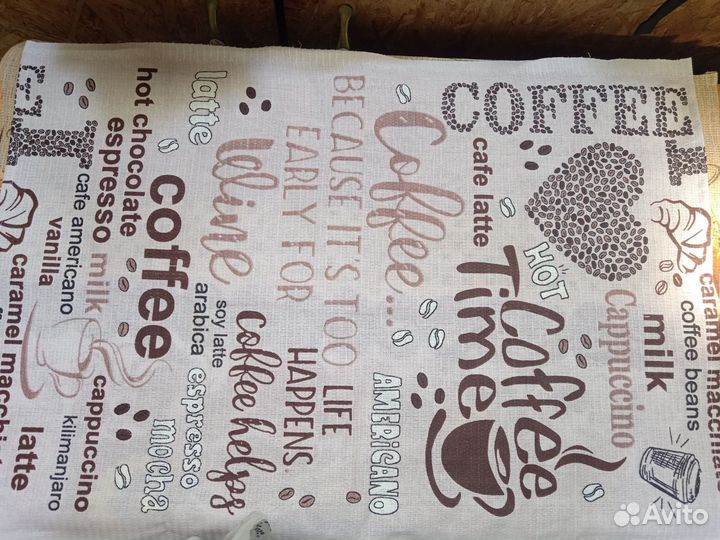 COFFEE
cafe latte
HOT
Coffee
Time
Cappuccino
milk
coffee beans
caramel macchiato
Coffee...
BECAUSE IT'S TOO
EARLY FOR
Wine
LIFE
HAPPENS.
coffee helps
AMERICANO
latte
hot chocolate
espresso
milk
coffee
cafe americano
vanilla
soy latte
arabica
espresso
mocha
caramel macchiato
cappuccino
kilimanjaro
latte
Avito